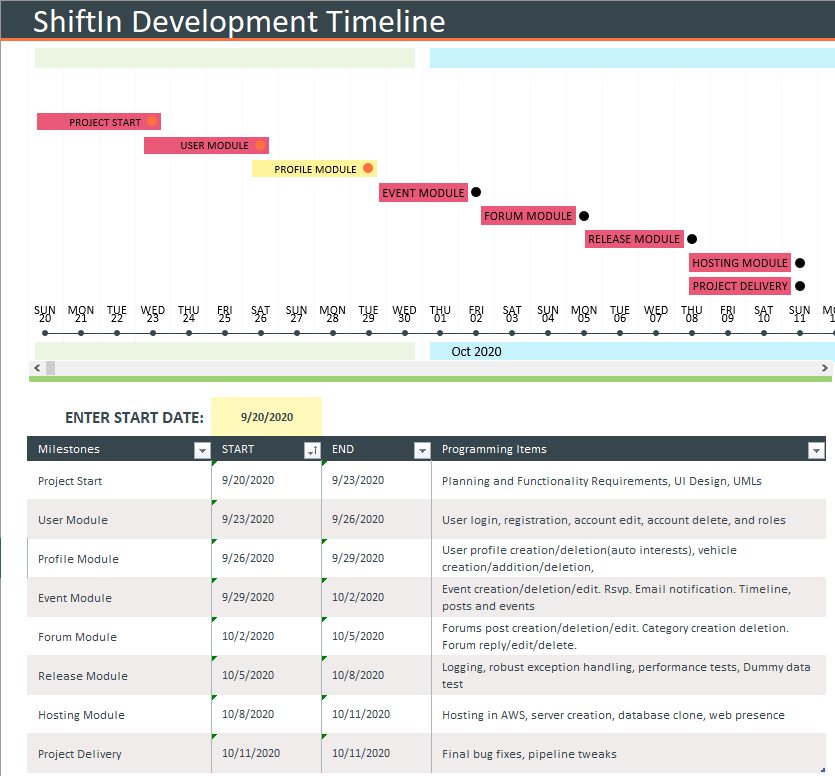 ShiftIn Development Timeline
PROJECT START
USER MODULE
PROFILE MODULE
EVENT MODULE
FORUM MODULE
RELEASE MODULE
HOSTING MODULE
PROJECT DELIVERY
SUN MON TUE WED THU FRI SAT SUN MON TUE WED THU FRI SAT SUN MON TUE WED THU FRI SAT SUN
20 21 22 23 24 25 26 27 28 29 30 01 02 03 04 05 06 07 08 09 10 11
Oct 2020
ENTER START DATE: 9/20/2020
Milestones START END Programming Items
Project Start 9/20/2020 9/23/2020 Planning and Functionality Requirements, UI Design, UMLs
User Module 9/23/2020 9/26/2020 User login, registration, account edit, account delete, and roles
Profile Module 9/26/2020 9/29/2020 User profile creation/deletion(auto interests), vehicle
creation/addition/deletion,
Event Module 9/29/2020 10/2/2020 Event creation/deletion/edit. Rsvp. Email notification. Timeline,
posts and events
Forum Module 10/2/2020 10/5/2020 Forums post creation/deletion/edit. Category creation deletion.
Forum reply/edit/delete.
Release Module 10/5/2020 10/8/2020 Logging, robust exception handling, performance tests, Dummy data
test
Hosting Module 10/8/2020 10/11/2020 Hosting in AWS, server creation, database clone, web presence
Project Delivery 10/11/2020 10/11/2020 Final bug fixes, pipeline tweaks